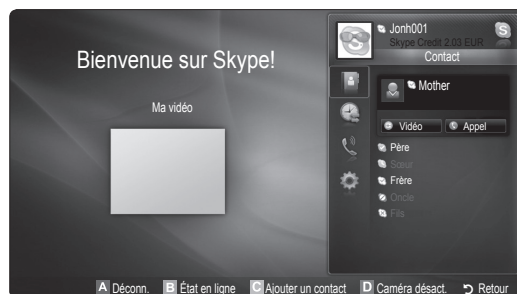 Bienvenue sur Skype!
Ma vidéo
Jonh001
Skype Credit 2.03 EUR
Contact
Mother
Vidéo
Appel
Père
Sœur
Frère
Oncle
Fils
A Déconn. B État en ligne C Ajouter un contact D Caméra désact. Retour